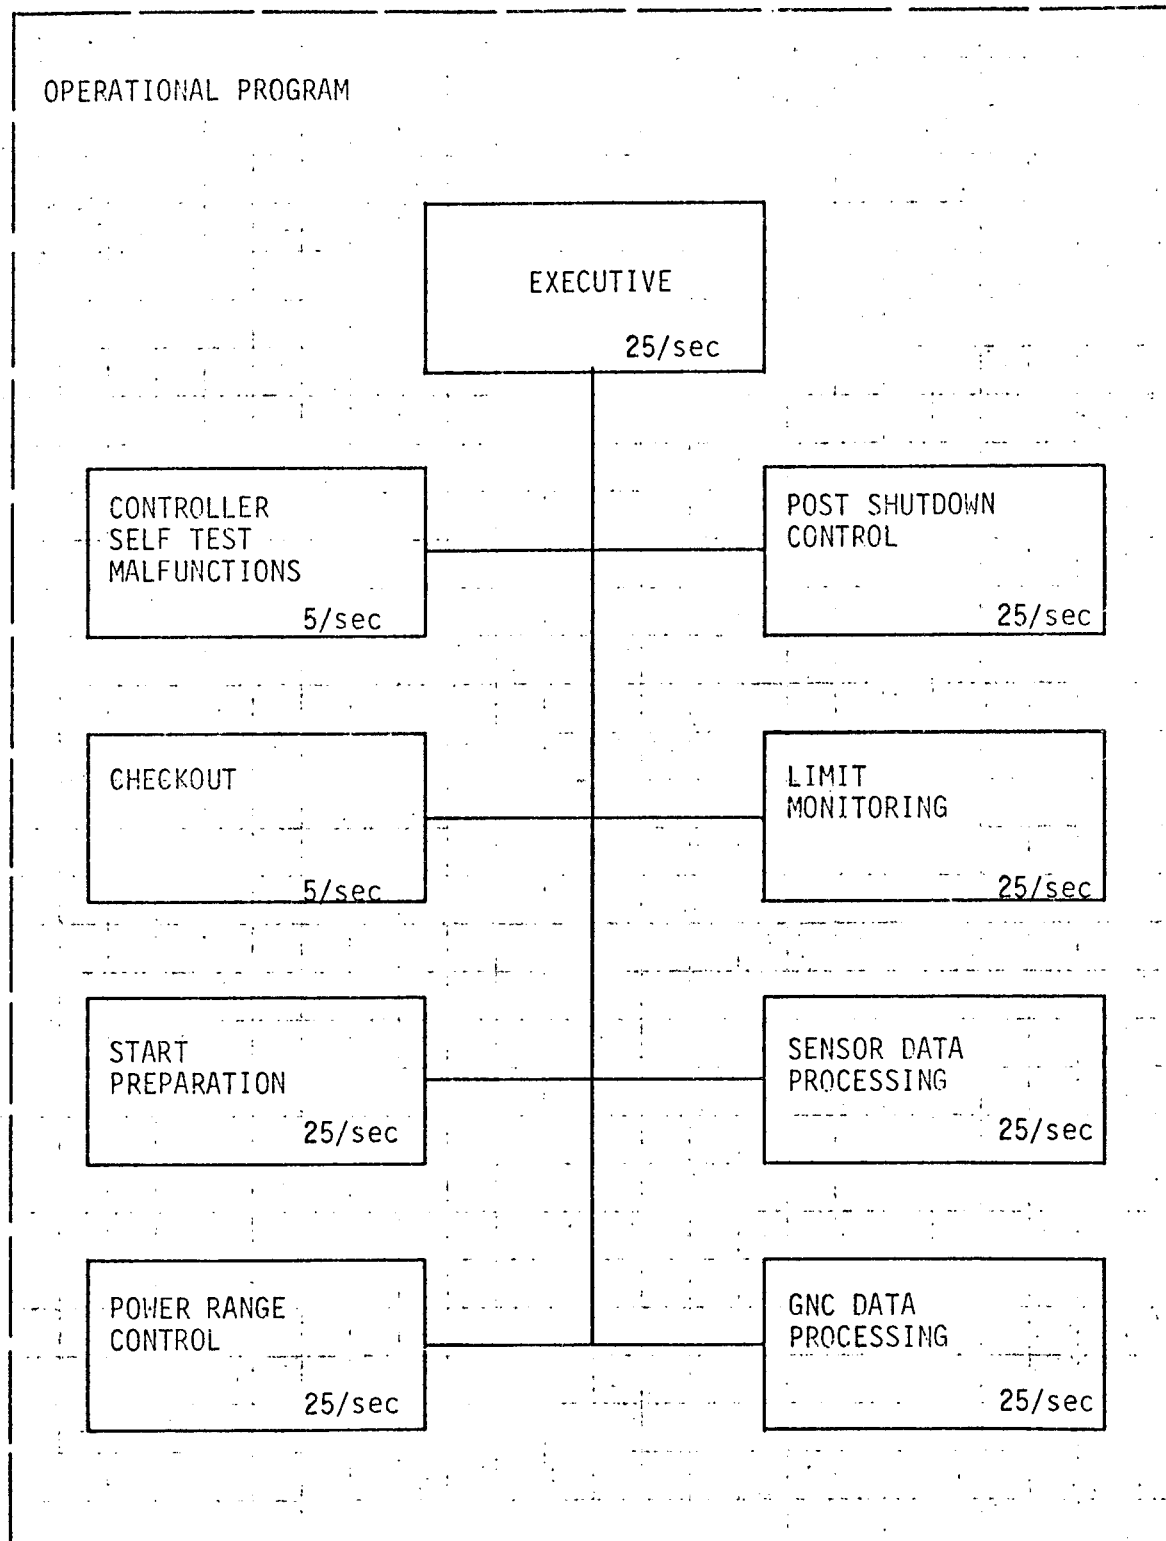 OPERATIONAL PROGRAM
EXECUTIVE
25/sec
CONTROLLER
SELF TEST
MALFUNCTIONS
5/sec
POST SHUTDOWN
CONTROL
25/sec
CHECKOUT
5/sec
LIMIT
MONITORING
25/sec
START
PREPARATION
25/sec
SENSOR DATA
PROCESSING
25/sec
POWER RANGE
CONTROL
25/sec
GNC DATA
PROCESSING
25/sec